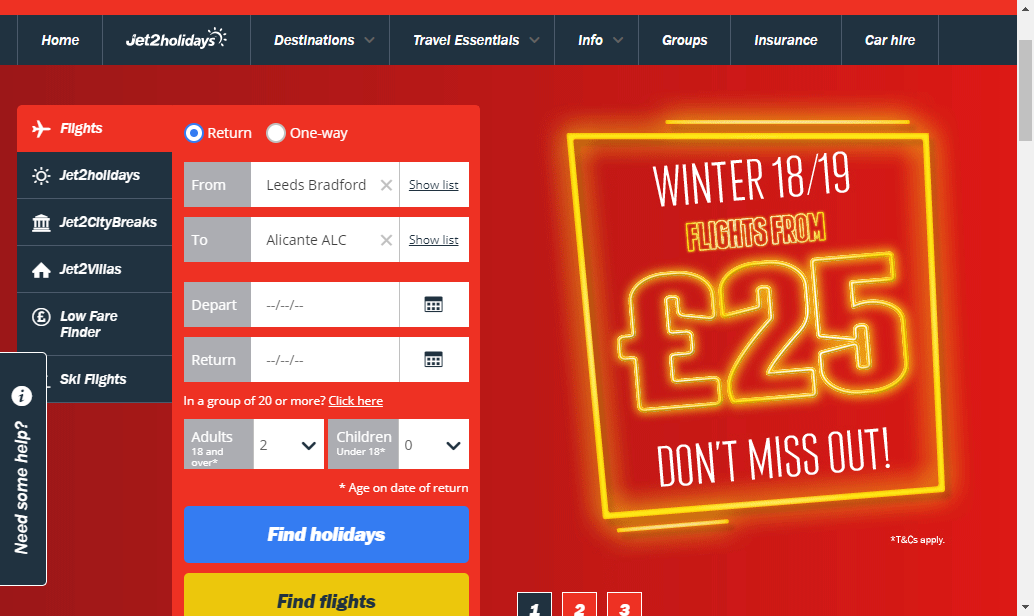 Home
Jet2holidays
Destinations
Travel Essentials
Info
Groups
Insurance
Car hire
Flights
Jet2holidays
Jet2CityBreaks
Jet2Villas
Low Fare
Finder
Ski Flights
Need some help?
Return
One-way
From
Leeds Bradford
Show list
To
Alicante ALC
Show list
Depart
--/--/--
Return
--/--/--
In a group of 20 or more? Click here
Adults
18 and
over*
2
Children
Under 18*
0
* Age on date of return
Find holidays
Find flights
WINTER 18/19
FLIGHTS FROM
£25
DON'T MISS OUT!
*T&Cs apply.
1
2
3